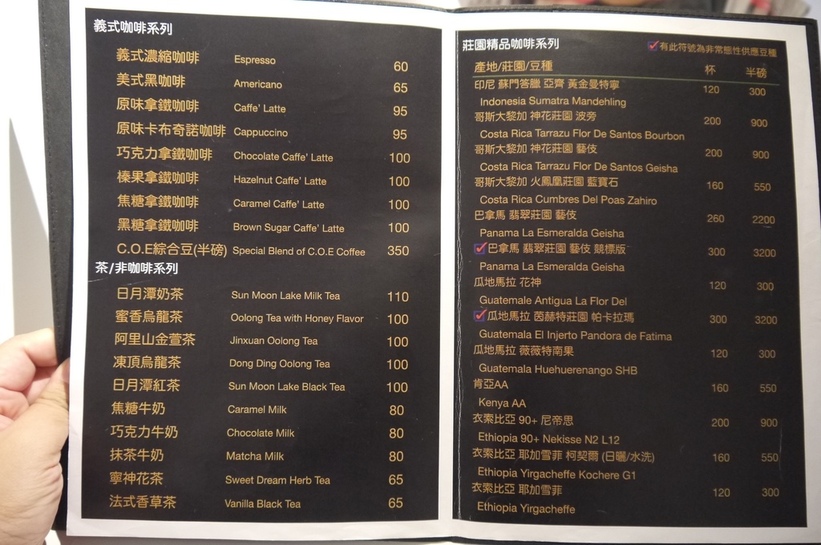 義式咖啡系列
義式濃縮咖啡 Espresso 60
美式黑咖啡 Americano 65
原味拿鐵咖啡 Caffe' Latte 95
原味卡布奇諾咖啡 Cappuccino 95
巧克力拿鐵咖啡 Chocolate Caffe' Latte 100
榛果拿鐵咖啡 Hazelnut Caffe' Latte 100
焦糖拿鐵咖啡 Caramel Caffe' Latte 100
黑糖拿鐵咖啡 Brown Sugar Caffe' Latte 100
C.O.E綜合豆(半磅) Special Blend of C.O.E Coffee 350
茶/非咖啡系列
日月潭奶茶 Sun Moon Lake Milk Tea 110
蜜香烏龍茶 Oolong Tea with Honey Flavor 100
阿里山金萱茶 Jinxuan Oolong Tea 100
凍頂烏龍茶 Dong Ding Oolong Tea 100
日月潭紅茶 Sun Moon Lake Black Tea 100
焦糖牛奶 Caramel Milk 80
巧克力牛奶 Chocolate Milk 80
抹茶牛奶 Matcha Milk 80
寧神花茶 Sweet Dream Herb Tea 65
法式香草茶 Vanilla Black Tea 65
莊園精品咖啡系列 有此符號為非常態性供應豆種
產地/莊園/豆種 杯 半磅
印尼 蘇門答臘 亞齊 黃金曼特寧 120 300
Indonesia Sumatra Mandehling
哥斯大黎加 神花莊園 波旁 200 900
Costa Rica Tarrazu Flor De Santos Bourbon
哥斯大黎加 神花莊園 藝伎 200 900
Costa Rica Tarrazu Flor De Santos Geisha
哥斯大黎加 火鳳凰莊園 藍寶石 160 550
Costa Rica Cumbres Del Poas Zahiro
巴拿馬 翡翠莊園 藝伎 260 2200
Panama La Esmeralda Geisha
巴拿馬 翡翠莊園 藝伎 競標版 300 3200
Panama La Esmeralda Geisha
瓜地馬拉 花神 120 300
Guatemale Antigua La Flor Del
瓜地馬拉 茵赫特莊園 帕卡拉瑪 300 3200
Guatemala El Injerto Pandora de Fatima
瓜地馬拉 薇薇特南果 120 300
Guatemala Huehuerenango SHB
肯亞AA 160 550
Kenya AA
衣索比亞 90+ 尼帝思 200 900
Ethiopia 90+ Nekisse N2 L12
衣索比亞 耶加雪菲 柯契爾 (日曬/水洗) 160 550
Ethiopia Yirgacheffe Kochere G1
衣索比亞 耶加雪菲 120 300
Ethiopia Yirgacheffe